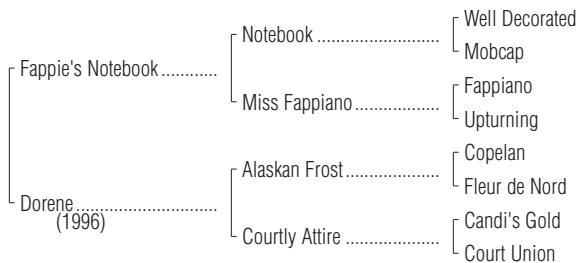 Well Decorated
Notebook ..........................
Mobcap
Fappie's Notebook ............
Fappiano
Miss Fappiano ..................
Upturning
Copelan
Alaskan Frost ....................
Fleur de Nord
Dorene ..............................
(1996)
Candi's Gold
Courtly Attire ....................
Court Union